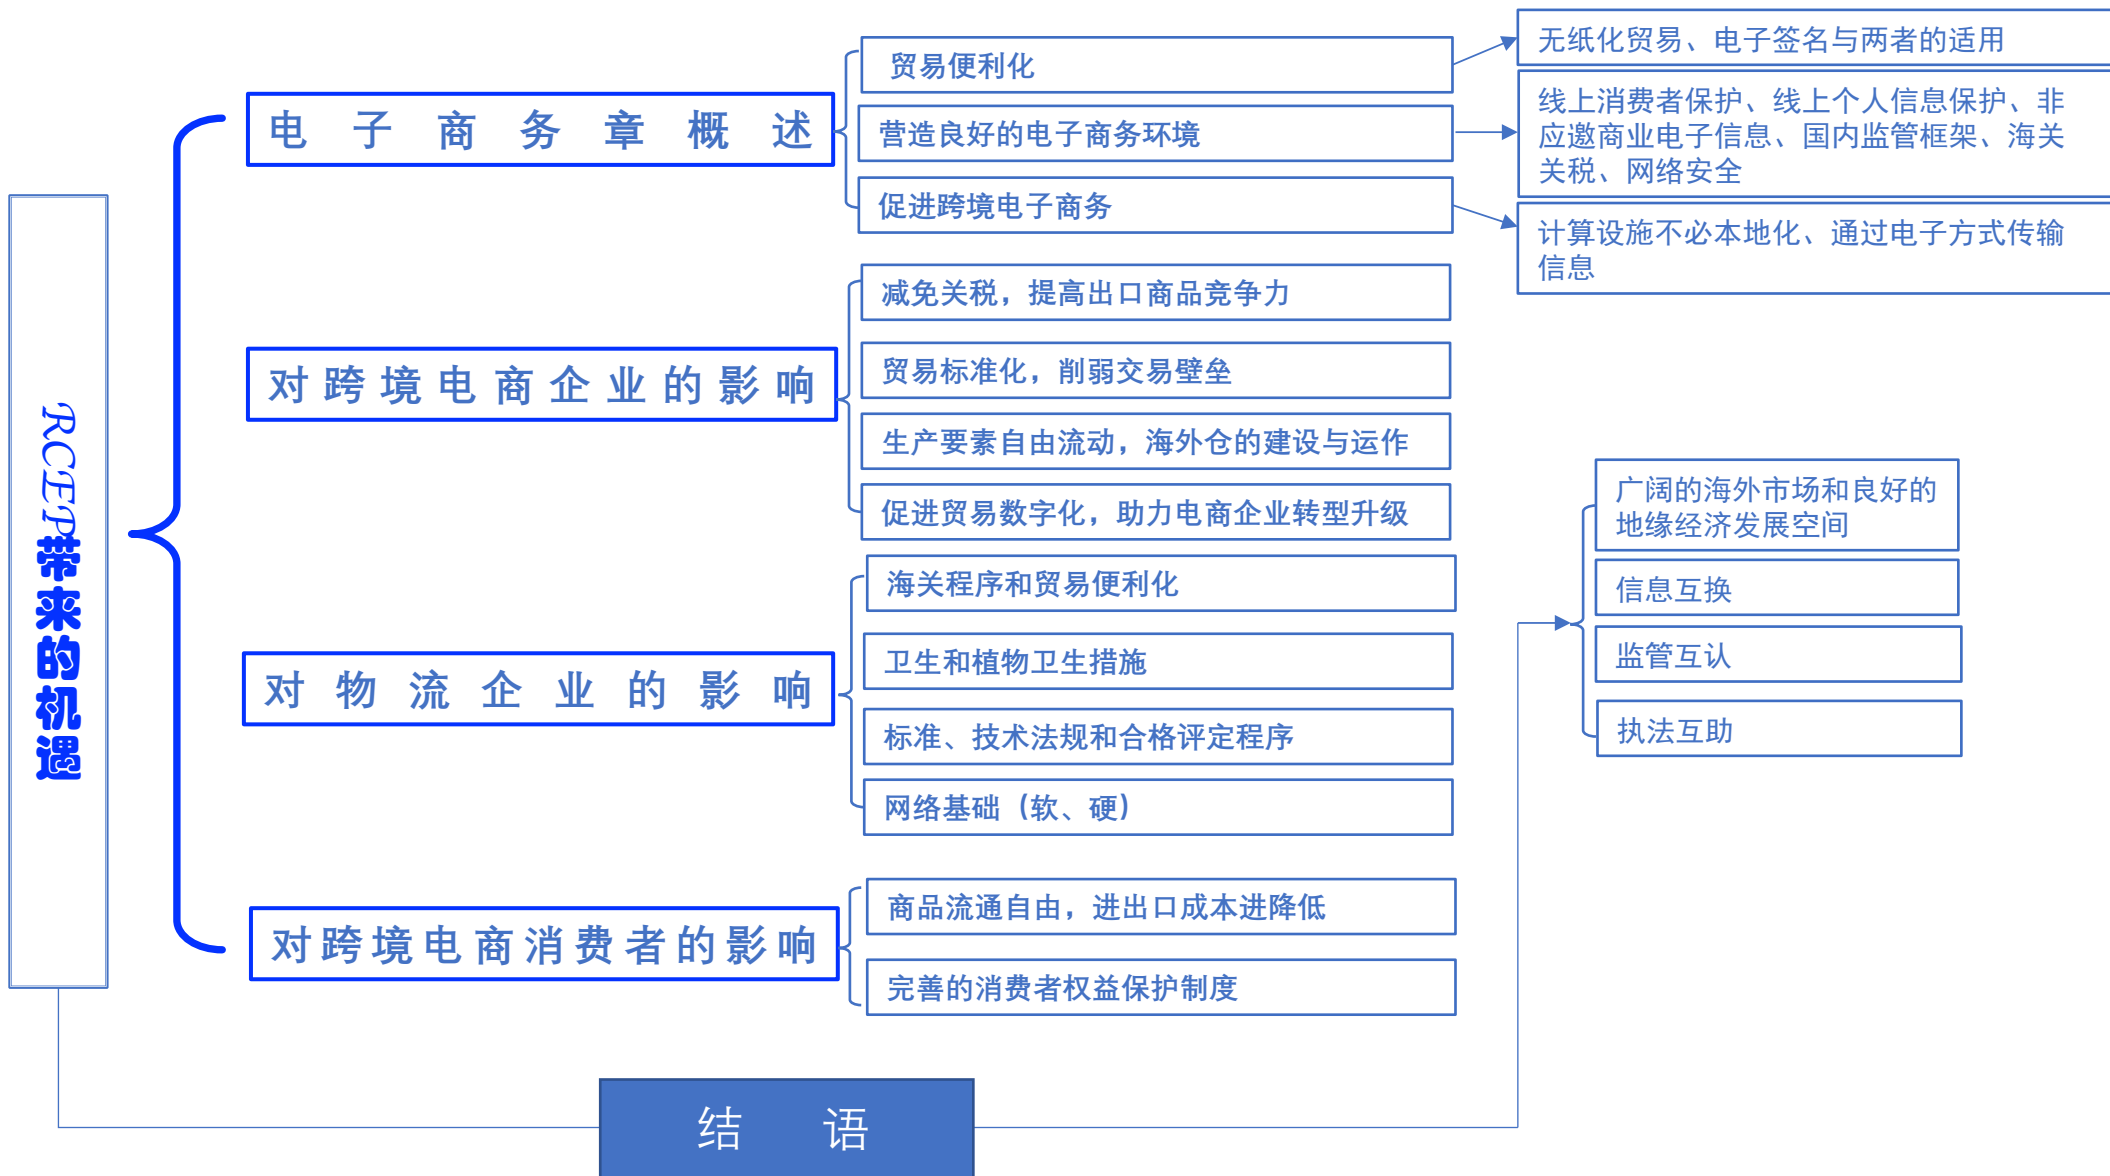 RCEP带来的机遇
电子商务章概述
贸易便利化
无纸化贸易、电子签名与两者的适用
营造良好的电子商务环境
线上消费者保护、线上个人信息保护、非
应邀商业电子信息、国内监管框架、海关
关税、网络安全
促进跨境电子商务
计算设施不必本地化、通过电子方式传输
信息
对跨境电商企业的影响
减免关税，提高出口商品竞争力
贸易标准化，削弱交易壁垒
生产要素自由流动，海外仓的建设与运作
促进贸易数字化，助力电商企业转型升级
对物流企业的影响
海关程序和贸易便利化
卫生和植物卫生措施
标准、技术法规和合格评定程序
网络基础（软、硬）
对跨境电商消费者的影响
商品流通自由，进出口成本进降低
完善的消费者权益保护制度
结语
广阔的海外市场和良好的
地缘经济发展空间
信息互换
监管互认
执法互助